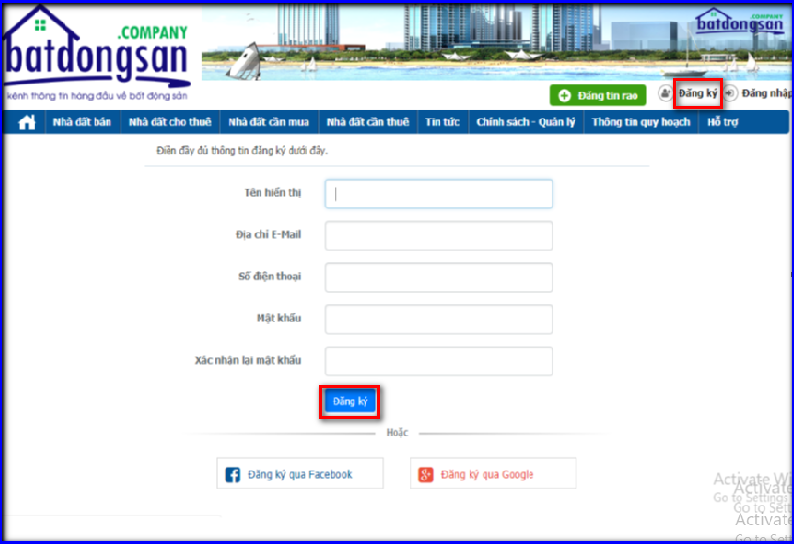 .COMPANY
batdongsan
kênh thông tin hàng đầu về bất động sản
.COMPANY
batdongsan
Đăng tin rao
Đăng ký
Đăng nhập
Nhà đất bán Nhà đất cho thuê Nhà đất cần mua Nhà đất cần thuê Tin tức Chính sách - Quản lý Thông tin quy hoạch Hỗ trợ
Điền đầy đủ thông tin đăng ký dưới đây.
Tên hiển thị
Địa chỉ E-Mail
Số điện thoại
Mật khẩu
Xác nhận lại mật khẩu
Đăng ký
Hoặc
Đăng ký qua Facebook
Đăng ký qua Google
Activate Wi
Activate
Go to Settings
Go to Sett
Activate
Go to Sett